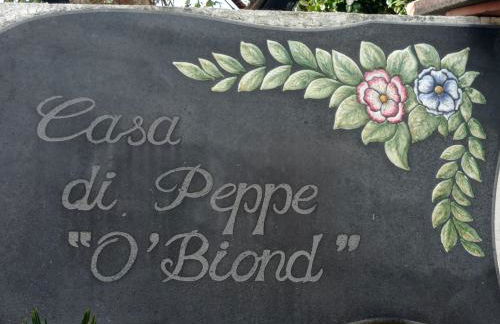 Casa
di Peppe
"O'Biond"